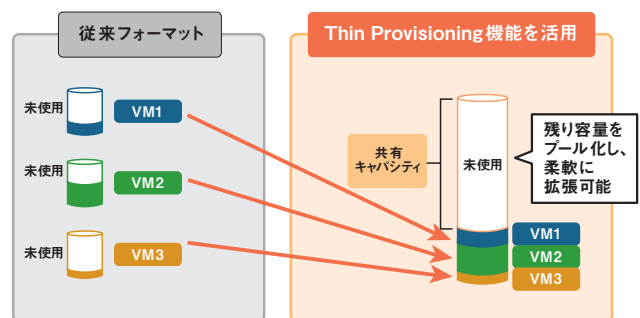 従来フォーマット
未使用
VM1
未使用
VM2
未使用
VM3
Thin Provisioning機能を活用
共有
キャパシティ
未使用
残り容量を
プール化し、
柔軟に
拡張可能
VM1
VM2
VM3